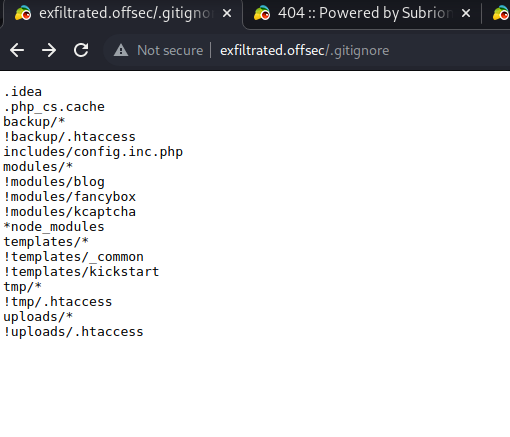 exfiltrated.offsec/.gitignore
404 :: Powered by Subrion
Not secure exfiltrated.offsec/.gitignore
.idea
.php_cs.cache
backup/*
!backup/.htaccess
includes/config.inc.php
modules/*
!modules/blog
!modules/fancybox
!modules/kcaptcha
*node_modules
templates/*
!templates/_common
!templates/kickstart
tmp/*
!tmp/.htaccess
uploads/*
!uploads/.htaccess